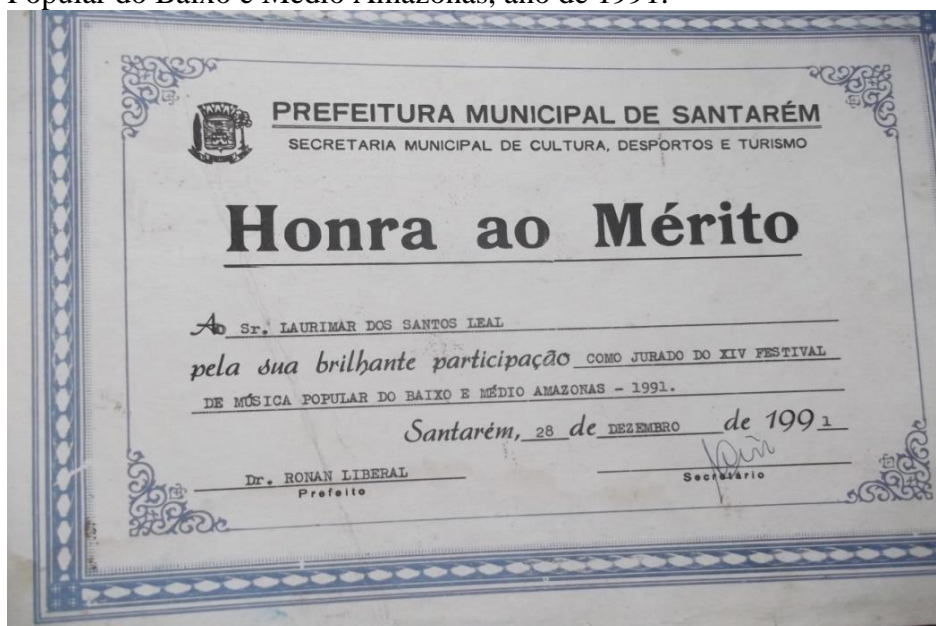 Popular do Baixo e Médio Amazonas, ano de 1991.
PREFEITURA MUNICIPAL DE SANTARÉM
SECRETARIA MUNICIPAL DE CULTURA, DESPORTOS E TURISMO
Honra ao Mérito
Ao Sr. LAURIMAR DOS SANTOS LEAL
pela sua brilhante participação COMO JURADO DO XIV FESTIVAL
DE MÚSICA POPULAR DO BAIXO E MÉDIO AMAZONAS - 1991.
Santarém, 28 de DEZEMBRO de 1991
Dr. RONAN LIBERAL
Prefeito
Secretário